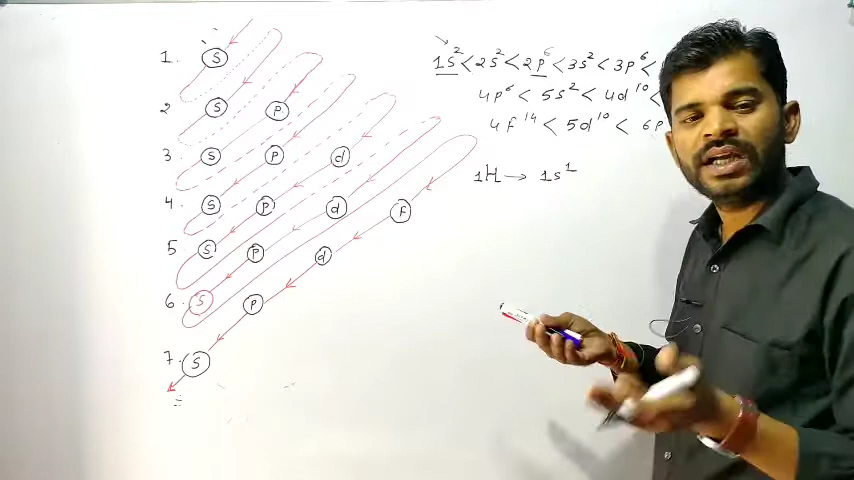 1. S
2 S P
3. S P d
4. S P d F
5 S P d
6. S P
7. S
1S² < 2S² < 2P⁶ < 3S² < 3P⁶ <
4P⁶ < 5S² < 4d¹⁰ <
4f¹⁴ < 5d¹⁰ < 6P
₁H → 1s¹